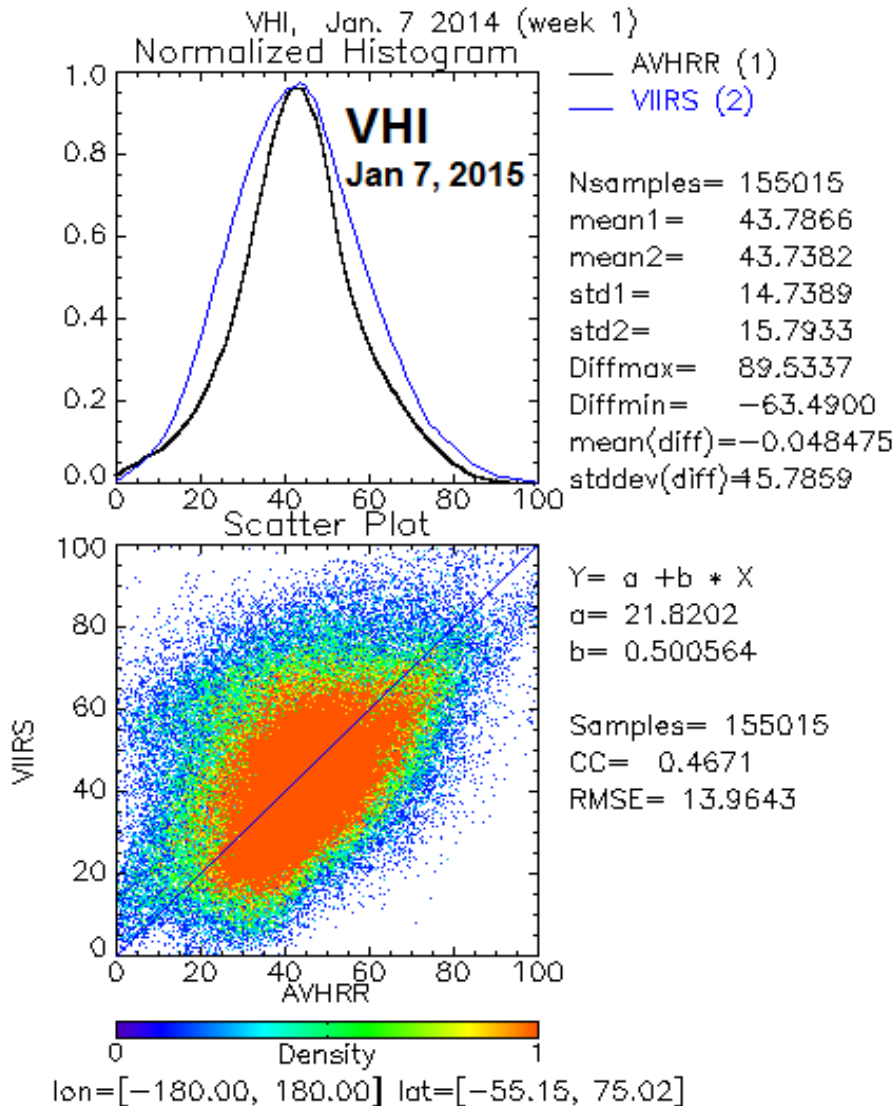 VHI, Jan. 7 2014 (week 1)
Normalized Histogram
1.0
0.8
0.6
0.4
0.2
0.0
0 20 40 60 80 100
VHI
Jan 7, 2015
AVHRR (1)
VIIRS (2)
Nsamples= 155015
mean1= 43.7866
mean2= 43.7382
std1= 14.7389
std2= 15.7933
Diffmax= 89.5337
Diffmin= -63.4900
mean(diff)=-0.048475
stddev(diff)=15.7859
Scatter Plot
100
80
60
40
20
0
VIIRS
0 20 40 60 80 100
AVHRR
Y= a +b * X
a= 21.8202
b= 0.500564
Samples= 155015
CC= 0.4671
RMSE= 13.9643
0 Density 1
lon=[-180.00, 180.00] lat=[-55.15, 75.02]